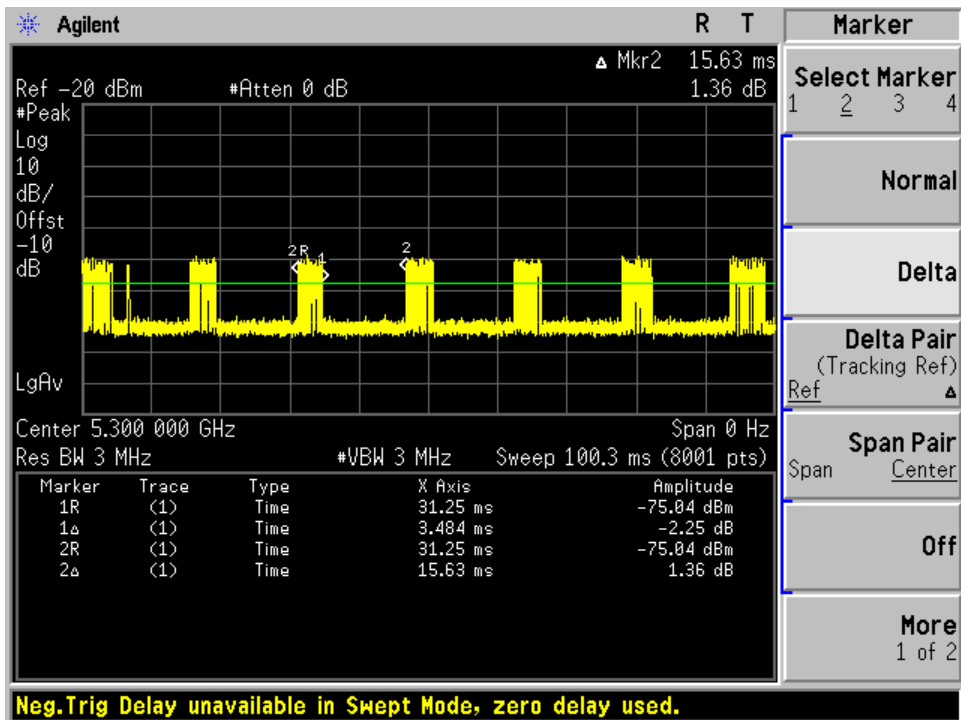 Agilent R T
Δ Mkr2 15.63 ms
Ref -20 dBm #Atten 0 dB 1.36 dB
#Peak
Log
10
dB/
Offst
-10
dB
2R 1 2
LgAv
Center 5.300 000 GHz Span 0 Hz
Res BW 3 MHz #VBW 3 MHz Sweep 100.3 ms (8001 pts)
Marker Trace Type X Axis Amplitude
1R (1) Time 31.25 ms -75.04 dBm
1Δ (1) Time 3.484 ms -2.25 dB
2R (1) Time 31.25 ms -75.04 dBm
2Δ (1) Time 15.63 ms 1.36 dB
Neg.Trig Delay unavailable in Swept Mode, zero delay used.
Marker
Select Marker
1 2 3 4
Normal
Delta
Delta Pair
(Tracking Ref)
Ref Δ
Span Pair
Span Center
Off
More
1 of 2